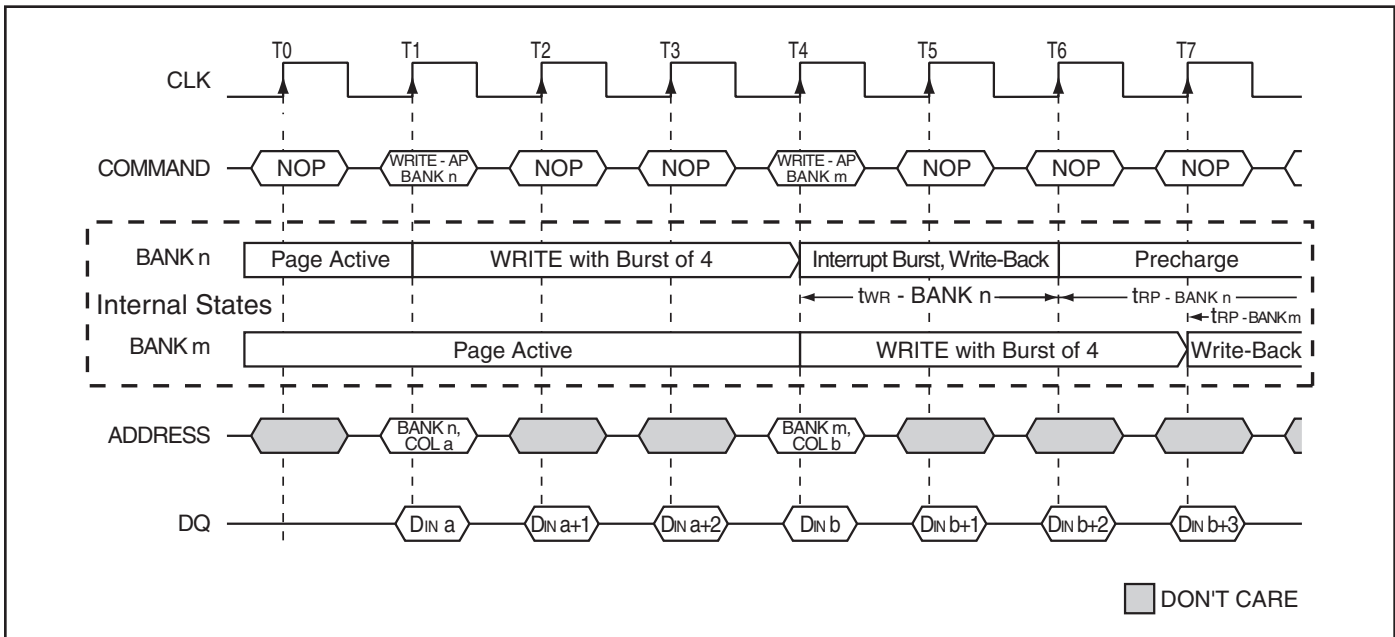 T0 T1 T2 T3 T4 T5 T6 T7
CLK
COMMAND NOP WRITE - AP BANK n NOP NOP WRITE - AP BANK m NOP NOP NOP
BANK n Page Active WRITE with Burst of 4 Interrupt Burst, Write-Back Precharge
tWR - BANK n tRP - BANK n
Internal States
tRP - BANK m
BANK m Page Active WRITE with Burst of 4 Write-Back
ADDRESS BANK n, COL a BANK m, COL b
DQ DIN a DIN a+1 DIN a+2 DIN b DIN b+1 DIN b+2 DIN b+3
DON'T CARE